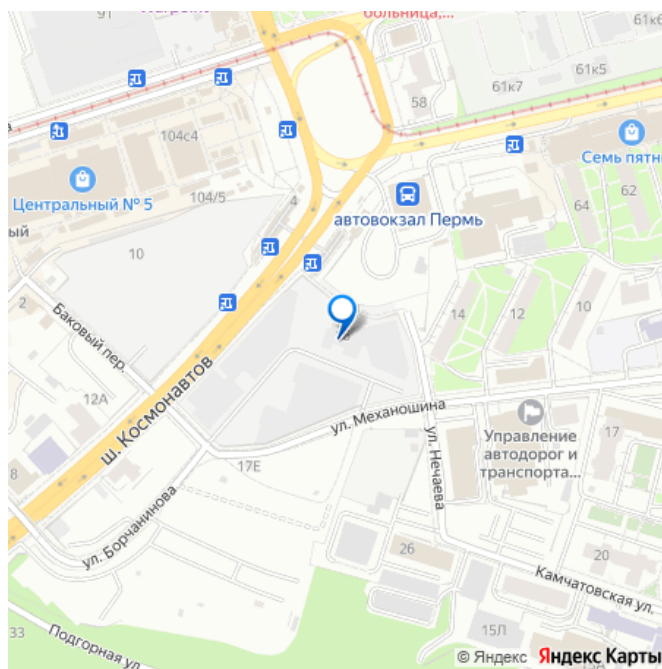 91
больница,...
58
61к6
61к5
61к7
104с4
Центральный № 5
104/5
4
автовокзал Пермь
Семь пятн
62
64
ный
10
2
Баковый пер.
14
12
10
12А
ш. Космонавтов
ул. Механошина
ул. Нечаева
Управление
автодорог и
транспорта...
17
17Е
8
ул. Борчанинова
26
20
Камчатовская ул.
33
Подгорная ул.
15Л
© Яндекс Яндекс Карты